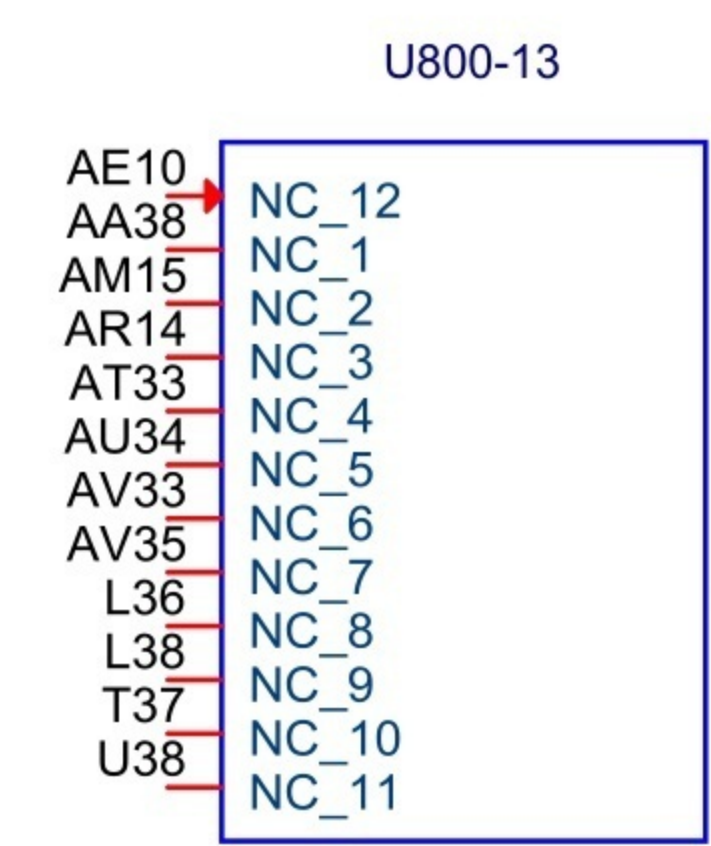 U800-13
AE10
NC_12
AA38
NC_1
AM15
NC_2
AR14
NC_3
AT33
NC_4
AU34
NC_5
AV33
NC_6
AV35
NC_7
L36
NC_8
L38
NC_9
T37
NC_10
U38
NC_11